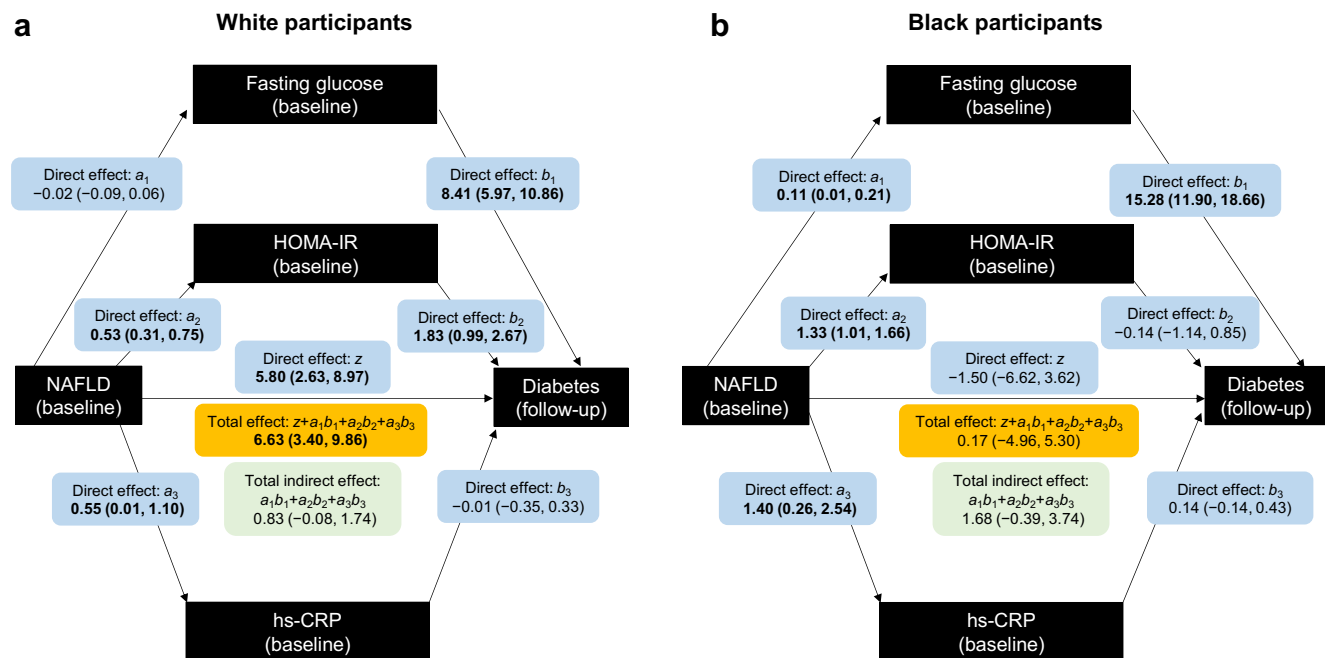 a
White participants
Fasting glucose
(baseline)
Direct effect: a₁
−0.02 (−0.09, 0.06)
Direct effect: b₁
8.41 (5.97, 10.86)
HOMA-IR
(baseline)
Direct effect: a₂
0.53 (0.31, 0.75)
Direct effect: b₂
1.83 (0.99, 2.67)
Direct effect: z
5.80 (2.63, 8.97)
NAFLD
(baseline)
Diabetes
(follow-up)
Total effect: z+a₁b₁+a₂b₂+a₃b₃
6.63 (3.40, 9.86)
Direct effect: a₃
0.55 (0.01, 1.10)
Total indirect effect:
a₁b₁+a₂b₂+a₃b₃
0.83 (−0.08, 1.74)
Direct effect: b₃
−0.01 (−0.35, 0.33)
hs-CRP
(baseline)
b
Black participants
Fasting glucose
(baseline)
Direct effect: a₁
0.11 (0.01, 0.21)
Direct effect: b₁
15.28 (11.90, 18.66)
HOMA-IR
(baseline)
Direct effect: a₂
1.33 (1.01, 1.66)
Direct effect: b₂
−0.14 (−1.14, 0.85)
Direct effect: z
−1.50 (−6.62, 3.62)
NAFLD
(baseline)
Diabetes
(follow-up)
Total effect: z+a₁b₁+a₂b₂+a₃b₃
0.17 (−4.96, 5.30)
Direct effect: a₃
1.40 (0.26, 2.54)
Total indirect effect:
a₁b₁+a₂b₂+a₃b₃
1.68 (−0.39, 3.74)
Direct effect: b₃
0.14 (−0.14, 0.43)
hs-CRP
(baseline)